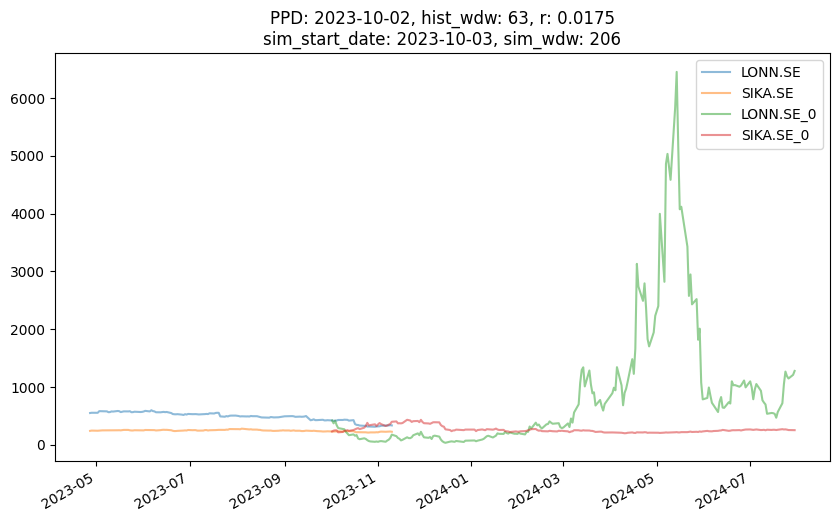 PPD: 2023-10-02, hist_wdw: 63, r: 0.0175
sim_start_date: 2023-10-03, sim_wdw: 206
LONN.SE
SIKA.SE
LONN.SE_0
SIKA.SE_0
6000
5000
4000
3000
2000
1000
0
2023-05
2023-07
2023-09
2023-11
2024-01
2024-03
2024-05
2024-07